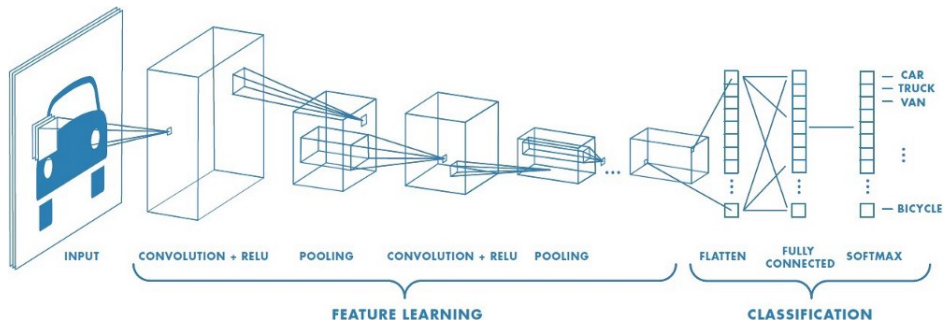 CAR
TRUCK
VAN
BICYCLE
INPUT
CONVOLUTION + RELU
POOLING
CONVOLUTION + RELU
POOLING
FLATTEN
FULLY
CONNECTED
SOFTMAX
FEATURE LEARNING
CLASSIFICATION